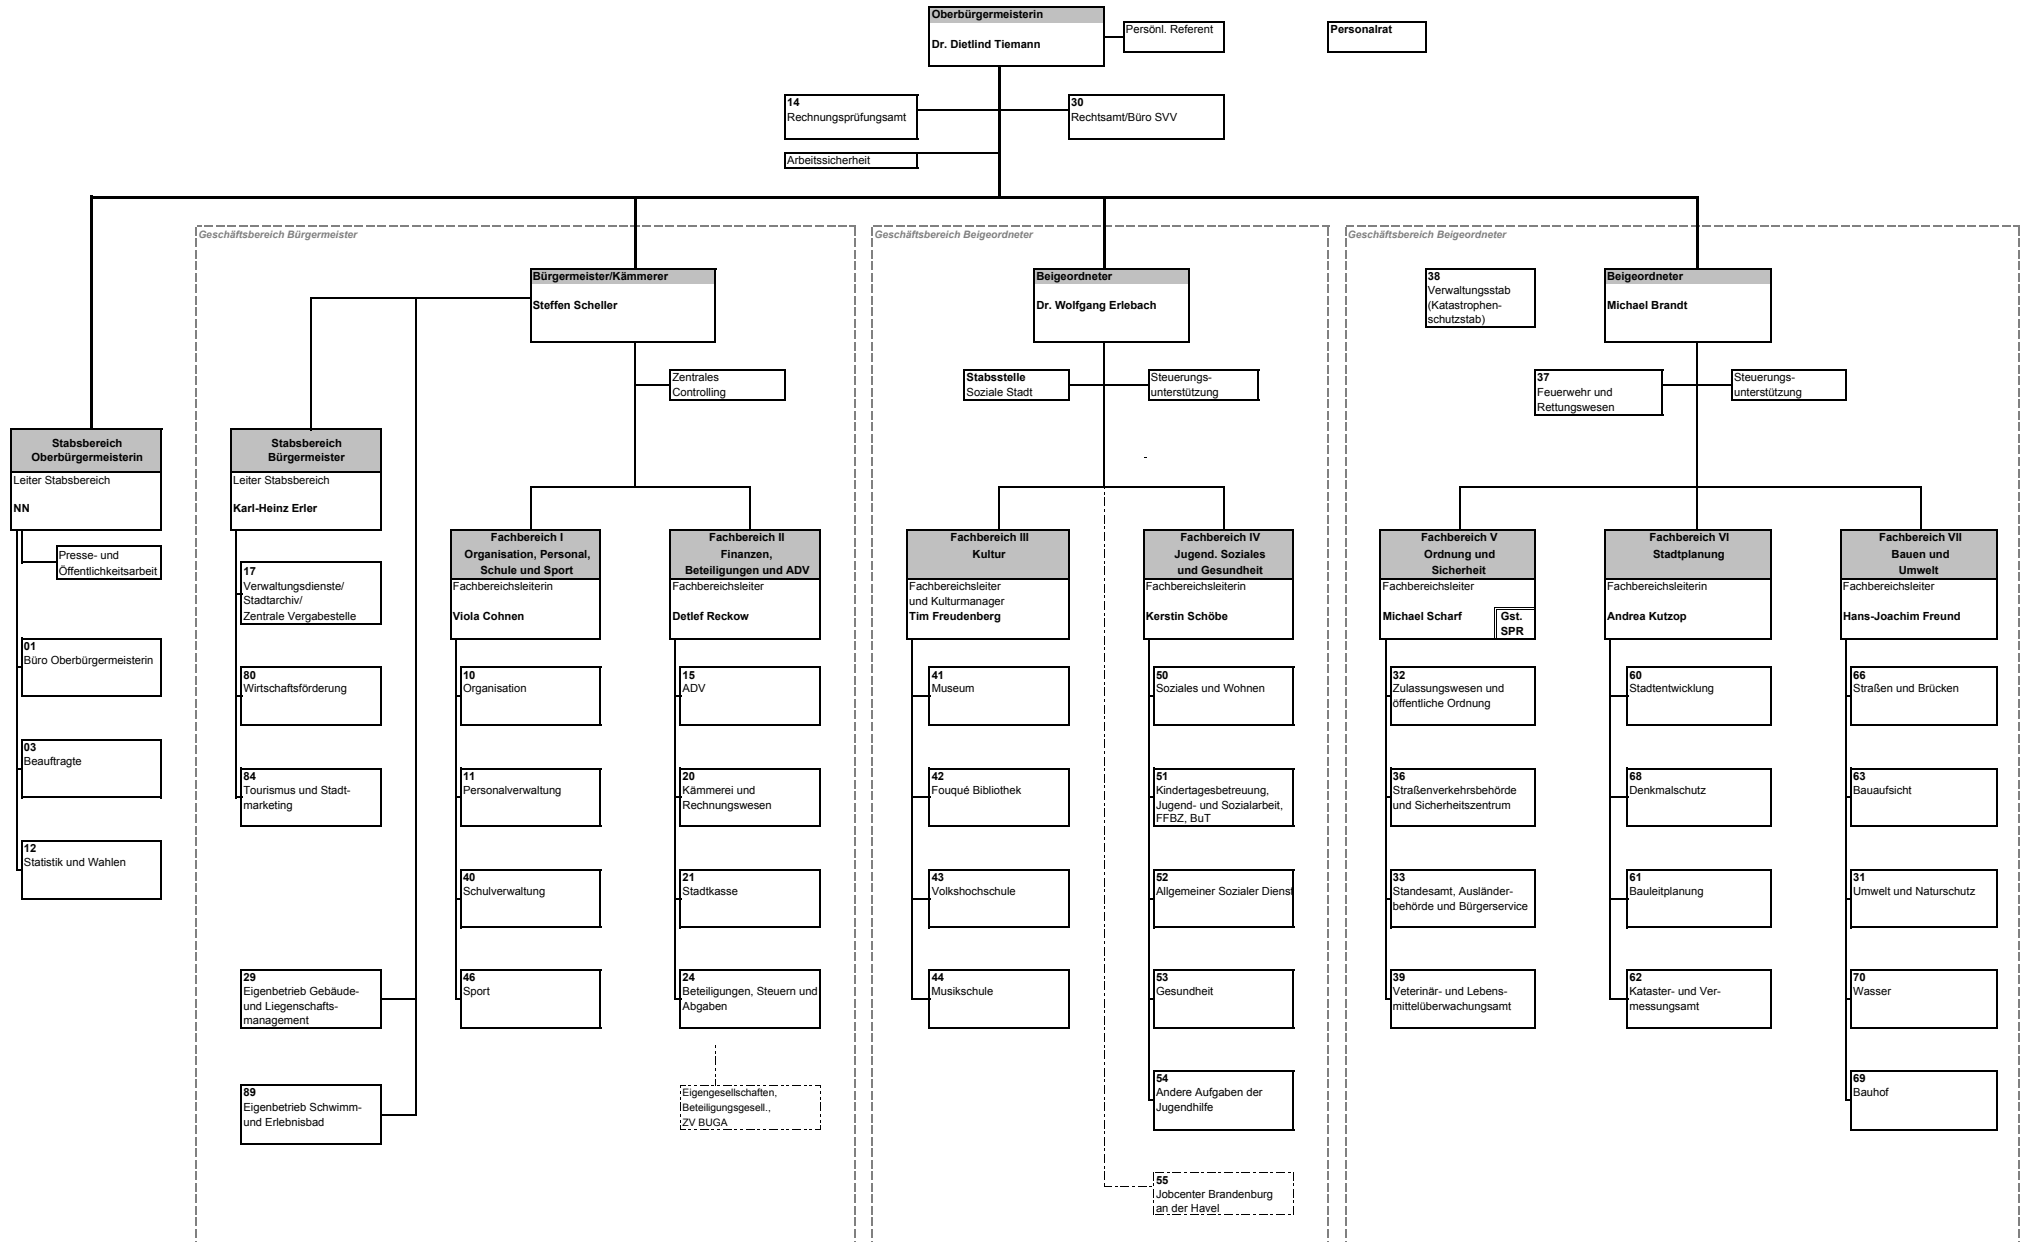 Oberbürgermeisterin
Dr. Dietlind Tiemann
Persönl. Referent
Personalrat
14
Rechnungsprüfungsamt
30
Rechtsamt/Büro SVV
Arbeitssicherheit
Geschäftsbereich Bürgermeister
Geschäftsbereich Beigeordneter
Geschäftsbereich Beigeordneter
Bürgermeister/Kämmerer
Steffen Scheller
Beigeordneter
Dr. Wolfgang Erlebach
38
Verwaltungsstab
(Katastrophen-
schutzstab)
Beigeordneter
Michael Brandt
Zentrales
Controlling
Stabsstelle
Soziale Stadt
Steuerungs-
unterstützung
37
Feuerwehr und
Rettungswesen
Steuerungs-
unterstützung
Stabsbereich
Oberbürgermeisterin
Leiter Stabsbereich
NN
Presse- und
Öffentlichkeitsarbeit
01
Büro Oberbürgermeisterin
03
Beauftragte
12
Statistik und Wahlen
Stabsbereich
Bürgermeister
Leiter Stabsbereich
Karl-Heinz Erler
17
Verwaltungsdienste/
Stadtarchiv/
Zentrale Vergabestelle
80
Wirtschaftsförderung
84
Tourismus und Stadt-
marketing
29
Eigenbetrieb Gebäude-
und Liegenschafts-
management
89
Eigenbetrieb Schwimm-
und Erlebnisbad
Fachbereich I
Organisation, Personal,
Schule und Sport
Fachbereichsleiterin
Viola Cohnen
10
Organisation
11
Personalverwaltung
40
Schulverwaltung
46
Sport
Fachbereich II
Finanzen,
Beteiligungen und ADV
Fachbereichsleiter
Detlef Reckow
15
ADV
20
Kämmerei und
Rechnungswesen
21
Stadtkasse
24
Beteiligungen, Steuern und
Abgaben
Eigengesellschaften,
Beteiligungsgesell.,
ZV BUGA
Fachbereich III
Kultur
Fachbereichsleiter
und Kulturmanager
Tim Freudenberg
41
Museum
42
Fouqué Bibliothek
43
Volkshochschule
44
Musikschule
Fachbereich IV
Jugend. Soziales
und Gesundheit
Fachbereichsleiterin
Kerstin Schöbe
50
Soziales und Wohnen
51
Kindertagesbetreuung,
Jugend- und Sozialarbeit,
FFBZ, BuT
52
Allgemeiner Sozialer Dienst
53
Gesundheit
54
Andere Aufgaben der
Jugendhilfe
55
Jobcenter Brandenburg
an der Havel
Fachbereich V
Ordnung und
Sicherheit
Fachbereichsleiter
Michael Scharf
Gst.
SPR
32
Zulassungswesen und
öffentliche Ordnung
36
Straßenverkehrsbehörde
und Sicherheitszentrum
33
Standesamt, Ausländer-
behörde und Bürgerservice
39
Veterinär- und Lebens-
mittelüberwachungsamt
Fachbereich VI
Stadtplanung
Fachbereichsleiterin
Andrea Kutzop
60
Stadtentwicklung
68
Denkmalschutz
61
Bauleitplanung
62
Kataster- und Ver-
messungsamt
Fachbereich VII
Bauen und
Umwelt
Fachbereichsleiter
Hans-Joachim Freund
66
Straßen und Brücken
63
Bauaufsicht
31
Umwelt und Naturschutz
70
Wasser
69
Bauhof